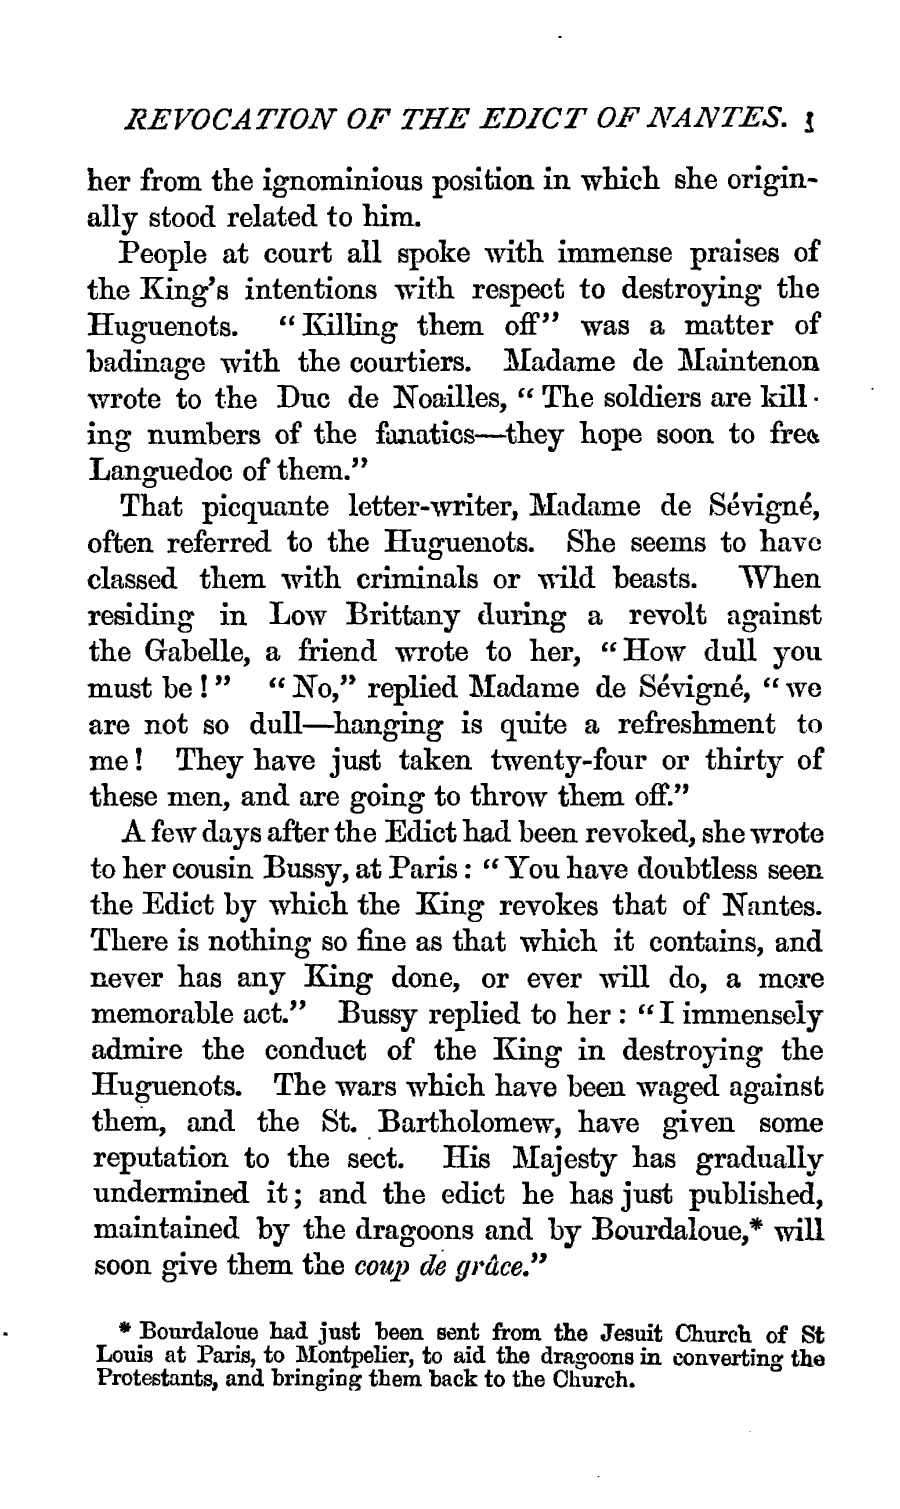 REVOCATION OF THE EDICT OF NANTES. 3
her from the ignominious position in which she origin-
ally stood related to him.
People at court all spoke with immense praises of
the King's intentions with respect to destroying the
Huguenots. "Killing them off" was a matter of
badinage with the courtiers. Madame de Maintenon
wrote to the Duc de Noailles, "The soldiers are kill-
ing numbers of the fanatics—they hope soon to free
Languedoc of them."
That picquante letter-writer, Madame de Sévigné,
often referred to the Huguenots. She seems to have
classed them with criminals or wild beasts. When
residing in Low Brittany during a revolt against
the Gabelle, a friend wrote to her, "How dull you
must be!" "No," replied Madame de Sévigné, "we
are not so dull—hanging is quite a refreshment to
me! They have just taken twenty-four or thirty of
these men, and are going to throw them off."
A few days after the Edict had been revoked, she wrote
to her cousin Bussy, at Paris: "You have doubtless seen
the Edict by which the King revokes that of Nantes.
There is nothing so fine as that which it contains, and
never has any King done, or ever will do, a more
memorable act." Bussy replied to her: "I immensely
admire the conduct of the King in destroying the
Huguenots. The wars which have been waged against
them, and the St. Bartholomew, have given some
reputation to the sect. His Majesty has gradually
undermined it; and the edict he has just published,
maintained by the dragoons and by Bourdaloue,* will
soon give them the coup de grâce."
* Bourdaloue had just been sent from the Jesuit Church of St
Louis at Paris, to Montpelier, to aid the dragoons in converting the
Protestants, and bringing them back to the Church.